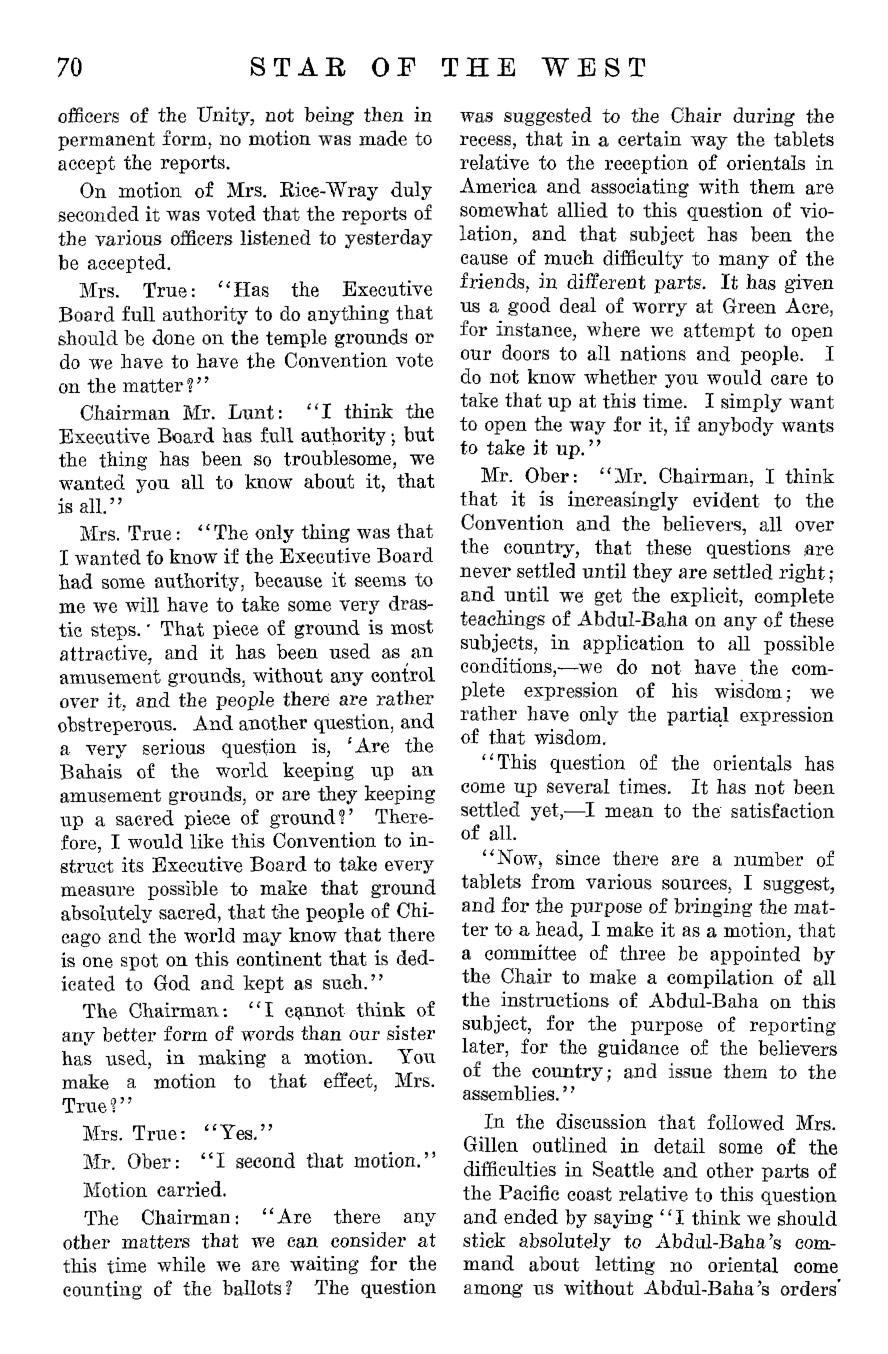 70 STAR OF THE WEST
officers of the Unity, not being then in
permanent form, no motion was made to
accept the reports.
On motion of Mrs. Rice-Wray duly
seconded it was voted that the reports of
the various officers listened to yesterday
be accepted.
Mrs. True: "Has the Executive
Board full authority to do anything that
should be done on the temple grounds or
do we have to have the Convention vote
on the matter?"
Chairman Mr. Lunt: "I think the
Executive Board has full authority; but
the thing has been so troublesome, we
wanted you all to know about it, that
is all."
Mrs. True: "The only thing was that
I wanted to know if the Executive Board
had some authority, because it seems to
me we will have to take some very dras-
tic steps. That piece of ground is most
attractive, and it has been used as an
amusement grounds, without any control
over it, and the people there are rather
obstreperous. And another question, and
a very serious question is, 'Are the
Bahais of the world keeping up an
amusement grounds, or are they keeping
up a sacred piece of ground?' There-
fore, I would like this Convention to in-
struct its Executive Board to take every
measure possible to make that ground
absolutely sacred, that the people of Chi-
cago and the world may know that there
is one spot on this continent that is ded-
icated to God and kept as such."
The Chairman: "I cannot think of
any better form of words than our sister
has used, in making a motion. You
make a motion to that effect, Mrs.
True?"
Mrs. True: "Yes."
Mr. Ober: "I second that motion."
Motion carried.
The Chairman: "Are there any
other matters that we can consider at
this time while we are waiting for the
counting of the ballots? The question
was suggested to the Chair during the
recess, that in a certain way the tablets
relative to the reception of orientals in
America and associating with them are
somewhat allied to this question of vio-
lation, and that subject has been the
cause of much difficulty to many of the
friends, in different parts. It has given
us a good deal of worry at Green Acre,
for instance, where we attempt to open
our doors to all nations and people. I
do not know whether you would care to
take that up at this time. I simply want
to open the way for it, if anybody wants
to take it up."
Mr. Ober: "Mr. Chairman, I think
that it is increasingly evident to the
Convention and the believers, all over
the country, that these questions are
never settled until they are settled right;
and until we get the explicit, complete
teachings of Abdul-Baha on any of these
subjects, in application to all possible
conditions,—we do not have the com-
plete expression of his wisdom; we
rather have only the partial expression
of that wisdom.
"This question of the orientals has
come up several times. It has not been
settled yet,—I mean to the satisfaction
of all.
"Now, since there are a number of
tablets from various sources, I suggest,
and for the purpose of bringing the mat-
ter to a head, I make it as a motion, that
a committee of three be appointed by
the Chair to make a compilation of all
the instructions of Abdul-Baha on this
subject, for the purpose of reporting
later, for the guidance of the believers
of the country; and issue them to the
assemblies."
In the discussion that followed Mrs.
Gillen outlined in detail some of the
difficulties in Seattle and other parts of
the Pacific coast relative to this question
and ended by saying "I think we should
stick absolutely to Abdul-Baha's com-
mand about letting no oriental come
among us without Abdul-Baha's orders